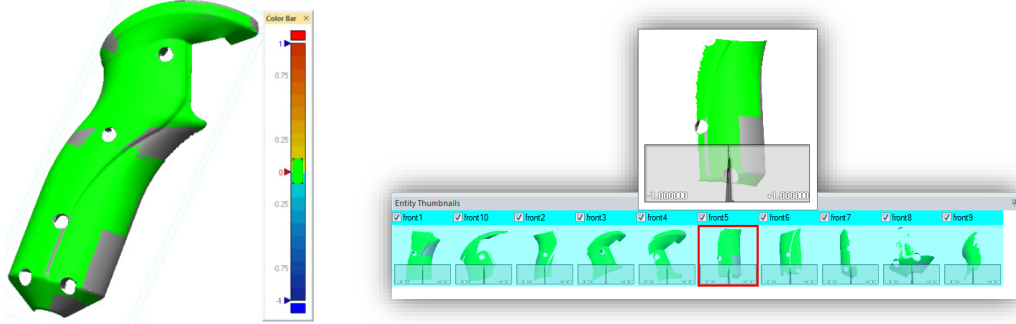 Color Bar
1
0.75
0.25
0
-0.25
-0.75
-1
-1.000000 +1.000000
Entity Thumbnails
front1 front10 front2 front3 front4 front5 front6 front7 front8 front9